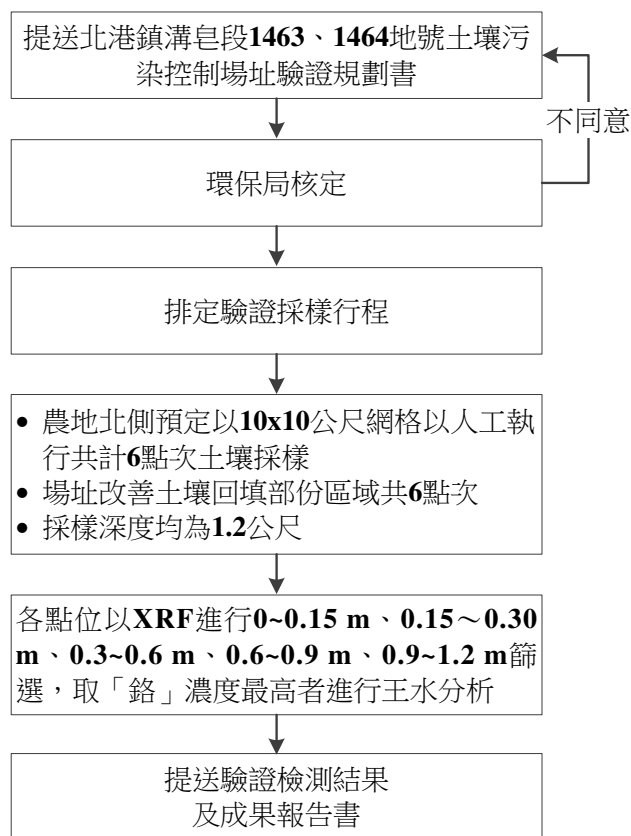 提送北港鎮溝皂段1463、1464地號土壤污
染控制場址驗證規劃書
不同意
環保局核定
排定驗證採樣行程
• 農地北側預定以10x10公尺網格以人工執
行共計6點次土壤採樣
• 場址改善土壤回填部份區域共6點次
• 採樣深度均為1.2公尺
各點位以XRF進行0~0.15 m、0.15～0.30
m、0.3~0.6 m、0.6~0.9 m、0.9~1.2 m篩
選，取「鉻」濃度最高者進行王水分析
提送驗證檢測結果
及成果報告書